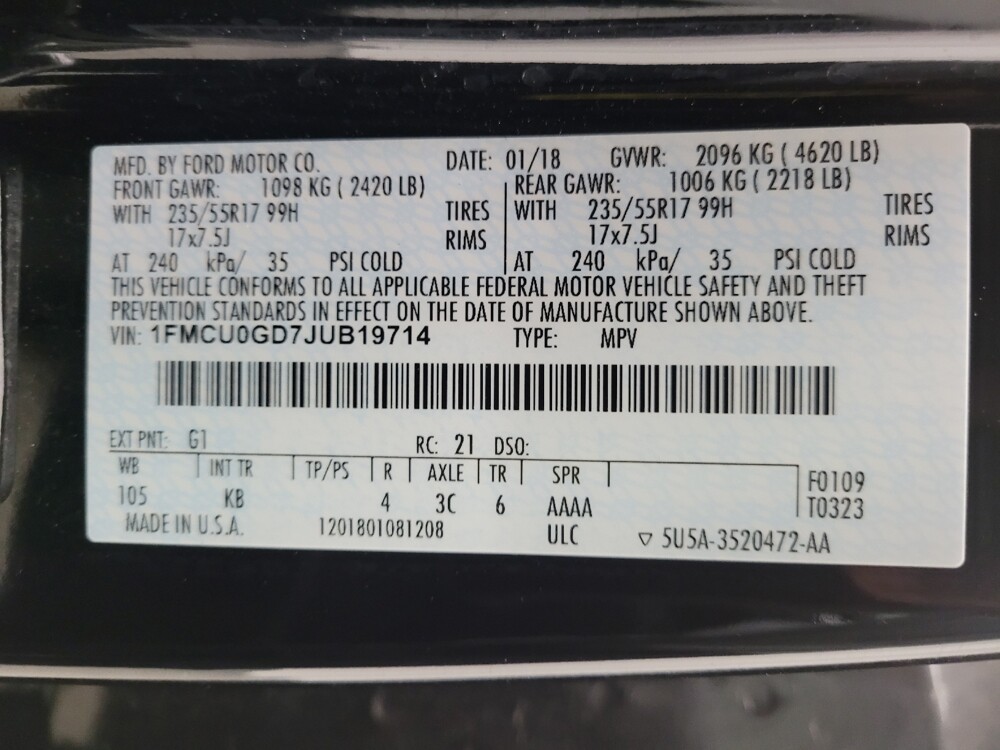 MFD. BY FORD MOTOR CO. DATE: 01/18 GVWR: 2096 KG ( 4620 LB)
FRONT GAWR: 1098 KG ( 2420 LB) REAR GAWR: 1006 KG ( 2218 LB)
WITH 235/55R17 99H TIRES WITH 235/55R17 99H TIRES
17x7.5J RIMS 17x7.5J RIMS
AT 240 kPa/ 35 PSI COLD AT 240 kPa/ 35 PSI COLD
THIS VEHICLE CONFORMS TO ALL APPLICABLE FEDERAL MOTOR VEHICLE SAFETY AND THEFT
PREVENTION STANDARDS IN EFFECT ON THE DATE OF MANUFACTURE SHOWN ABOVE.
VIN: 1FMCU0GD7JUB19714 TYPE: MPV
EXT PNT: G1 RC: 21 DSO:
WB INT TR TP/PS R AXLE TR SPR F0109
105 KB 4 3C 6 AAAA T0323
MADE IN U.S.A. 1201801081208 ULC ▽ 5U5A-3520472-AA